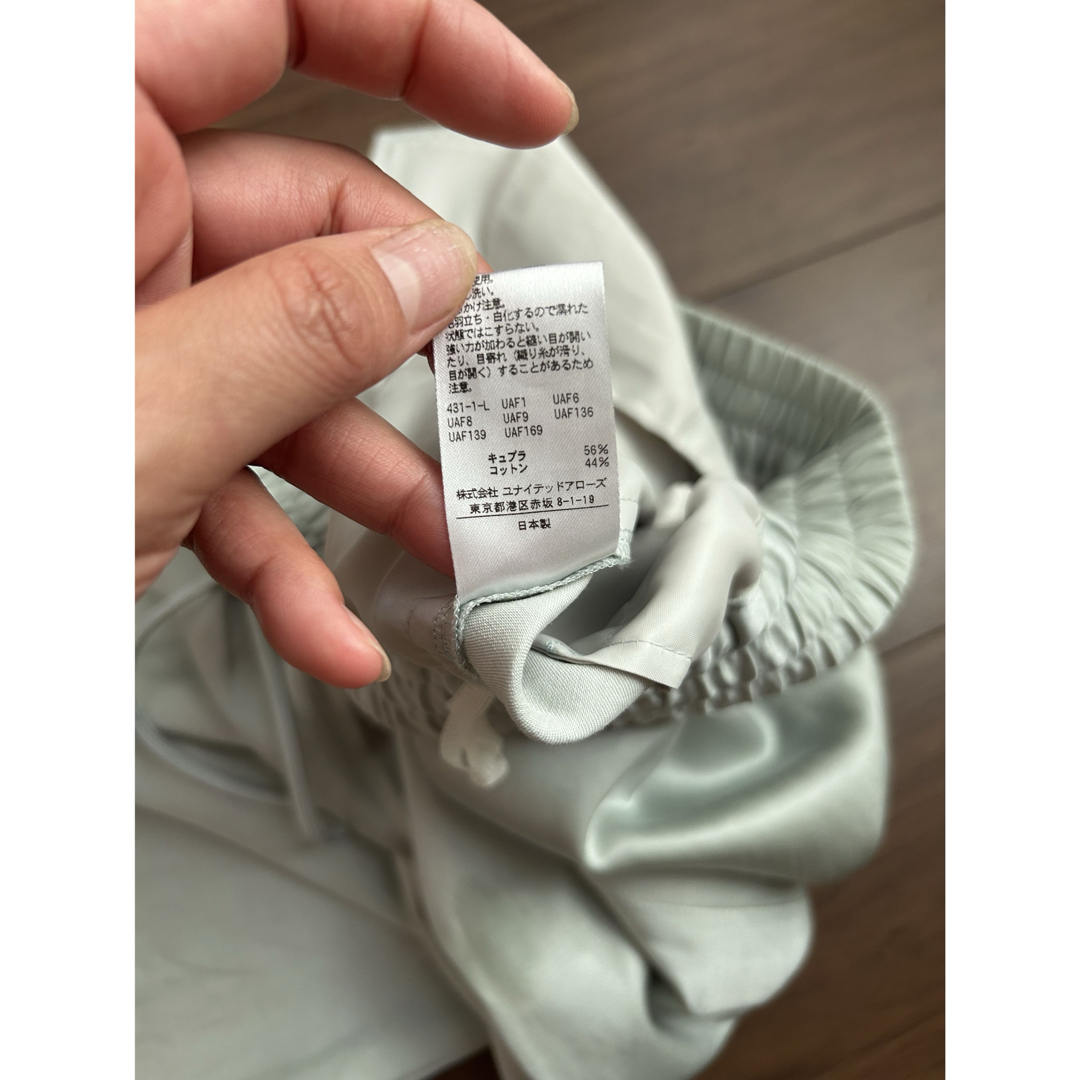 使用。
し洗い。
かけ注意。
羽立ち・白化するので濡れた
状態ではこすらない。
強い力が加わると縫い目が開い
たり、目寄れ（織り糸が滑り、
目が開く）することがあるため
注意。
431-1-L UAF1 UAF6
UAF8 UAF9 UAF136
UAF139 UAF169
キュプラ 56%
コットン 44%
株式会社 ユナイテッドアローズ
東京都港区赤坂 8-1-19
日本製